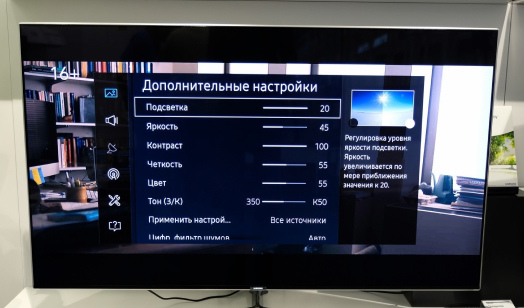 16+
Дополнительные настройки
Подсветка 20
Яркость 45
Контраст 100
Четкость 55
Цвет 55
Тон (З/К) З50 К50
Применить настрой... Все источники
Цифр. фильтр шумов Авто
Регулировка уровня
яркости подсветки.
Яркость
увеличивается по
мере приближения
значения к 20.